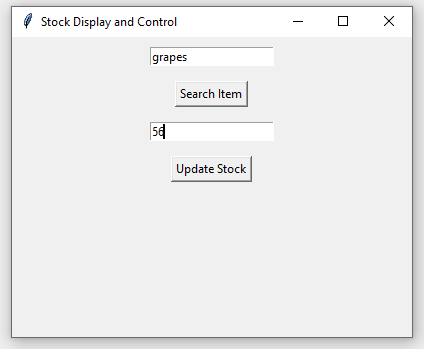 Stock Display and Control
grapes
Search Item
56
Update Stock